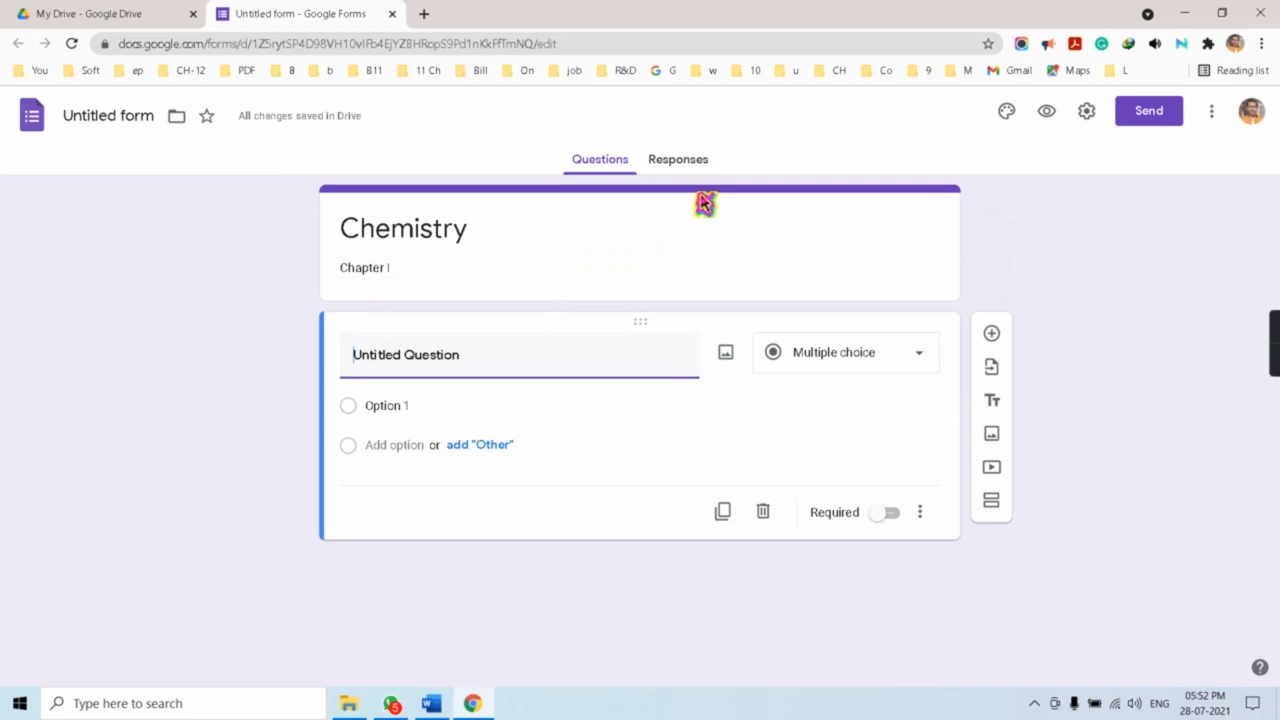 My Drive - Google Drive
Untitled form - Google Forms
docs.google.com/forms/d/1Z5rytSP4D98VH10vIFb4EjYZBHRopS9Pd1nKkFfTmNQ/edit
You Soft ep CH-12 PDF 8 b B11 11 Ch Bill On job R&D G w 10 u CH Co 9 M Gmail Maps L Reading list
Untitled form
All changes saved in Drive
Send
Questions Responses
Chemistry
Chapter I
Untitled Question
Multiple choice
Option 1
Add option or add "Other"
Required
Type here to search
5
ENG
05:52 PM
28-07-2021